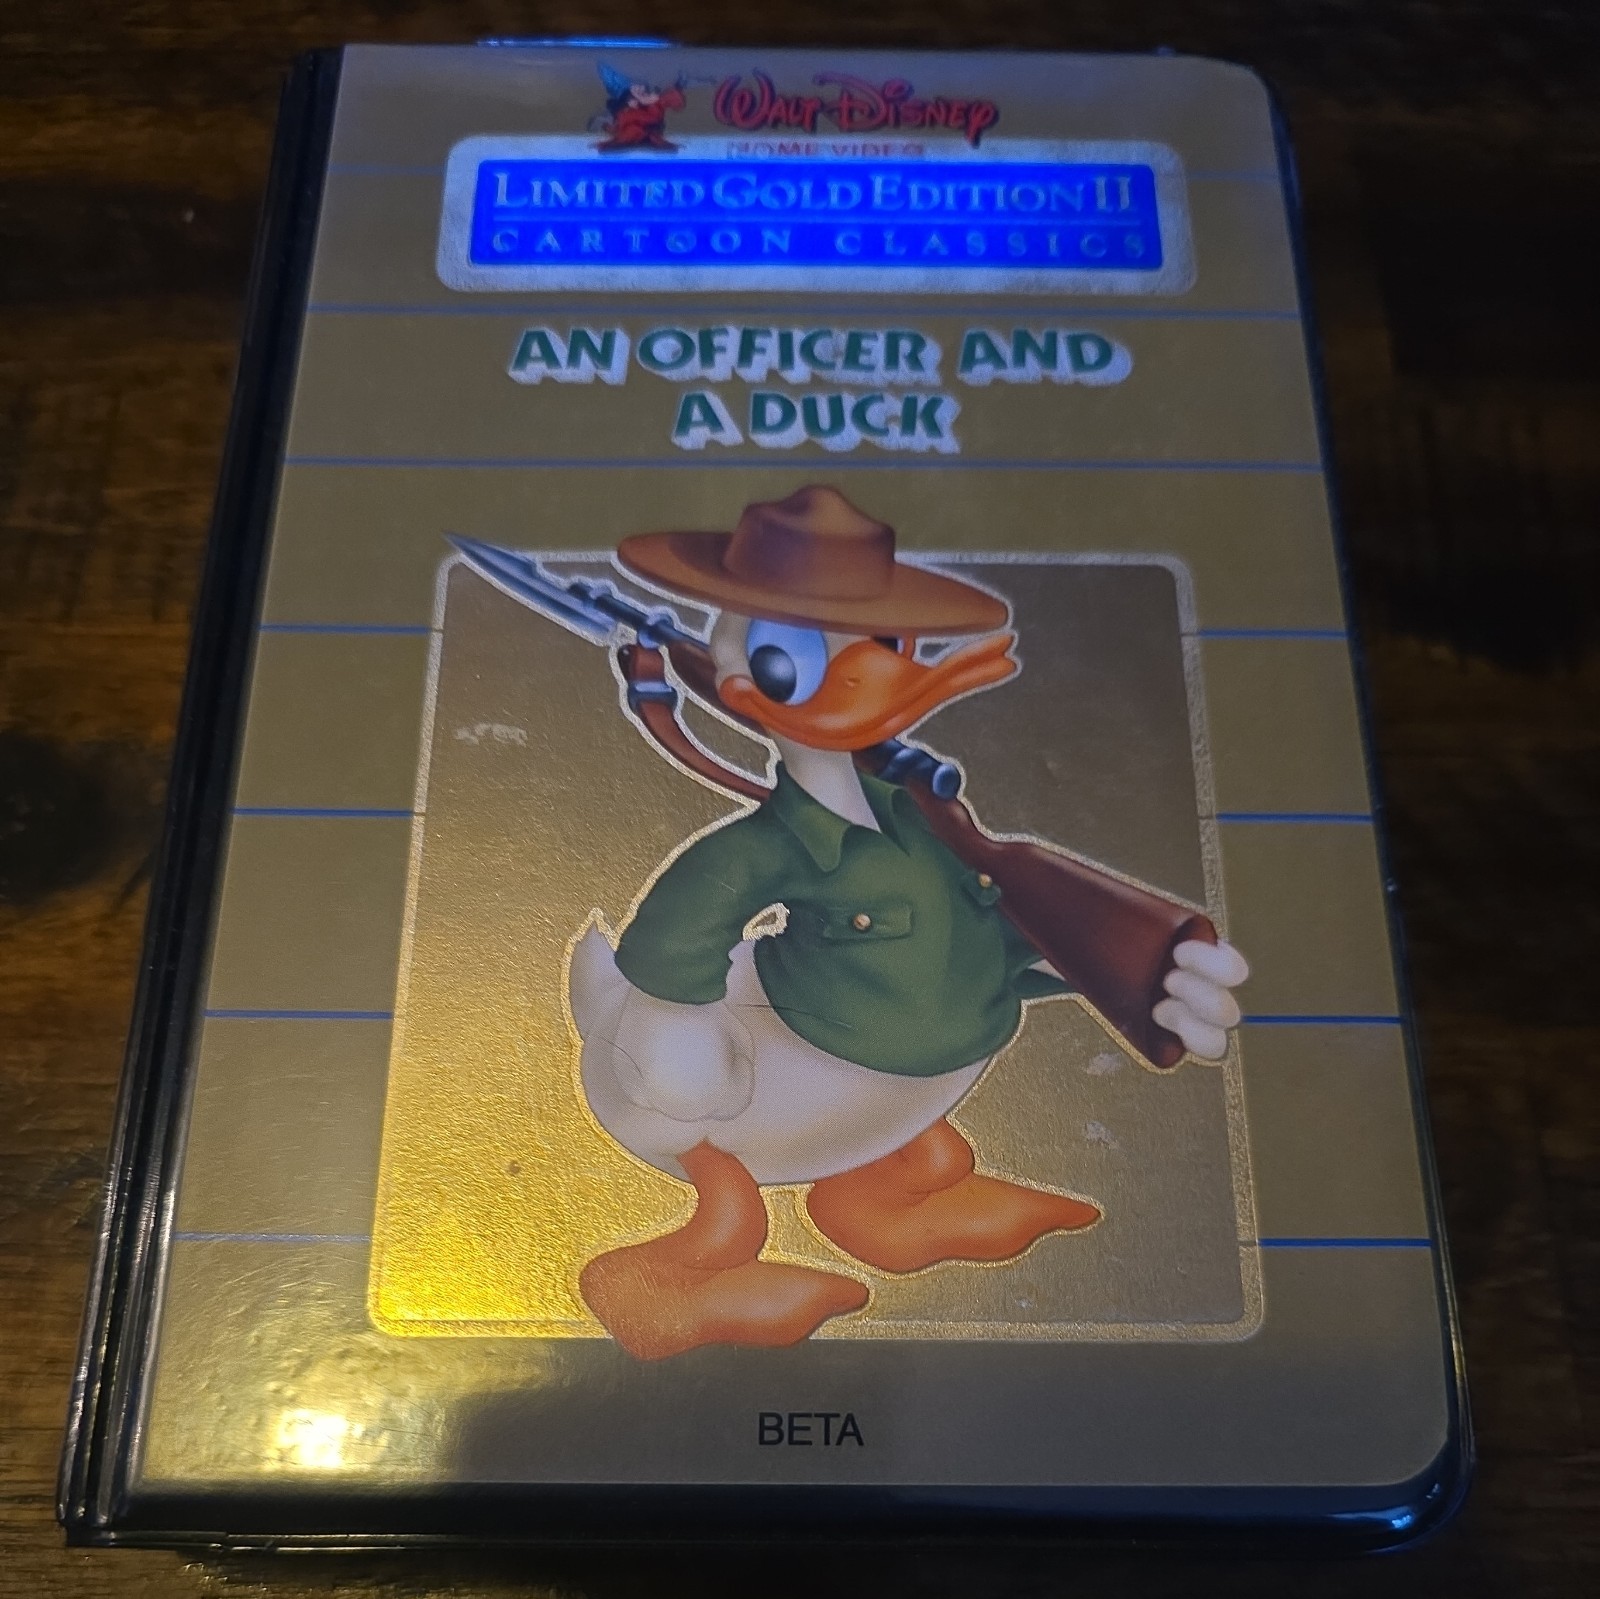 WALT DISNEY
HOME VIDEO
LIMITED GOLD EDITION II
CARTOON CLASSICS
AN OFFICER AND
A DUCK
BETA